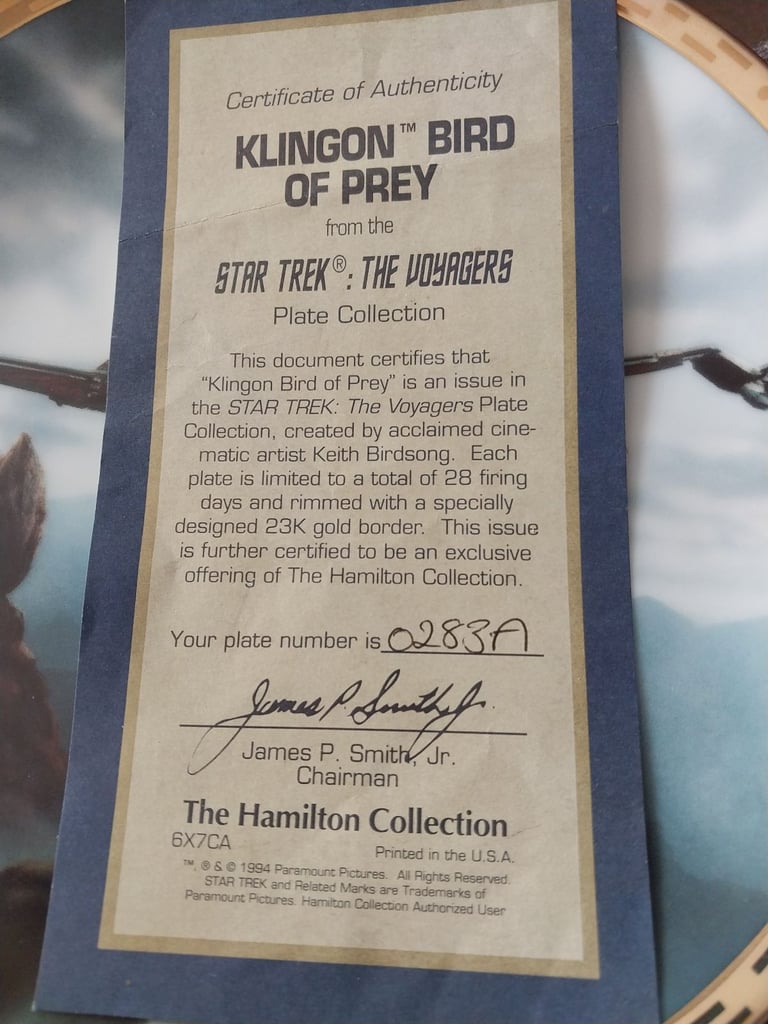 Certificate of Authenticity
KLINGON™ BIRD
OF PREY
from the
STAR TREK®: THE VOYAGERS
Plate Collection
This document certifies that
“Klingon Bird of Prey” is an issue in
the STAR TREK: The Voyagers Plate
Collection, created by acclaimed cine-
matic artist Keith Birdsong. Each
plate is limited to a total of 28 firing
days and rimmed with a specially
designed 23K gold border. This issue
is further certified to be an exclusive
offering of The Hamilton Collection.
Your plate number is 0283A
James P. Smith Jr.
James P. Smith, Jr.
Chairman
The Hamilton Collection
6X7CA
Printed in the U.S.A.
™, ® & © 1994 Paramount Pictures. All Rights Reserved.
STAR TREK and Related Marks are Trademarks of
Paramount Pictures. Hamilton Collection Authorized User